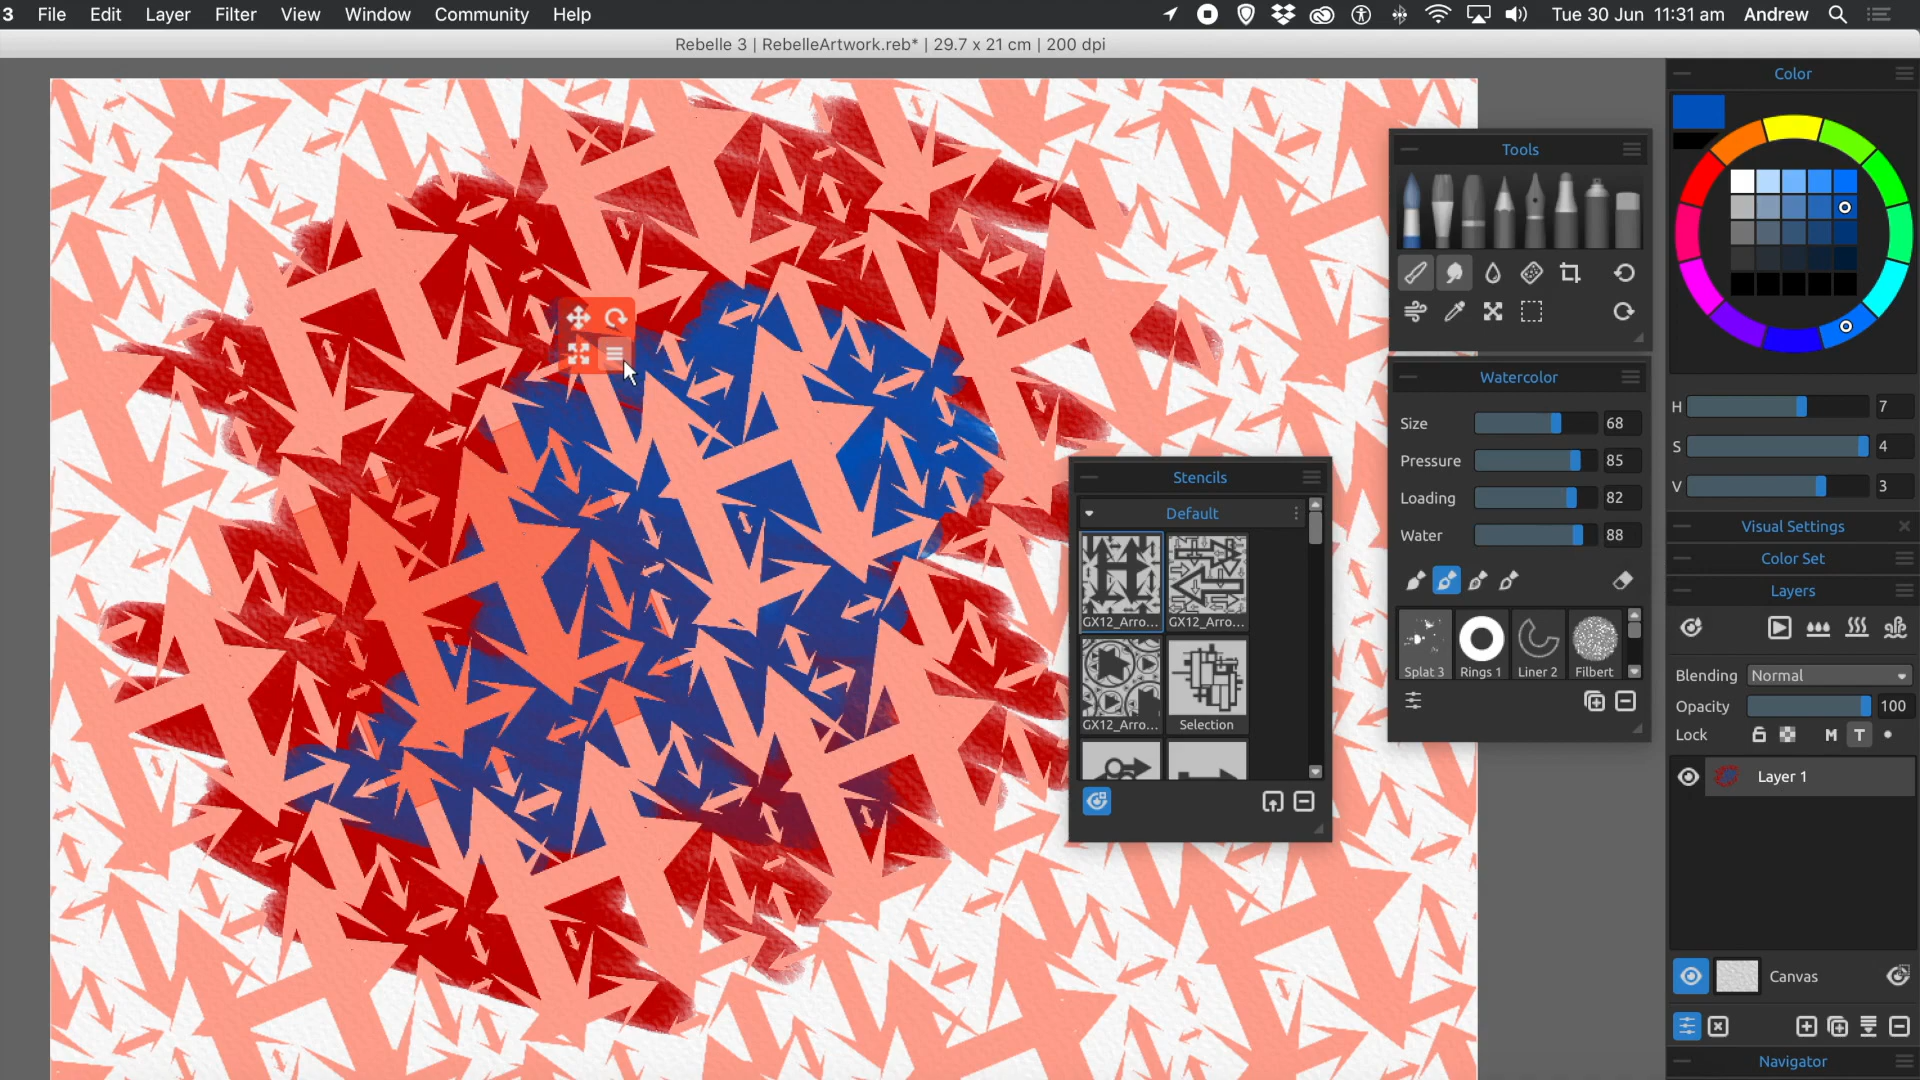 3 File Edit Layer Filter View Window Community Help Tue 30 Jun 11:31 am Andrew
Rebelle 3 | RebelleArtwork.reb* | 29.7 x 21 cm | 200 dpi
Color
Tools
H 7
S 4
V 3
Watercolor
Size 68
Pressure 85
Loading 82
Water 88
Splat 3 Rings 1 Liner 2 Filbert
Stencils
Default
GX12_Arro... GX12_Arro...
GX12_Arro... Selection
Visual Settings
Color Set
Layers
Blending Normal
Opacity 100
Lock M T
Layer 1
Canvas
Navigator